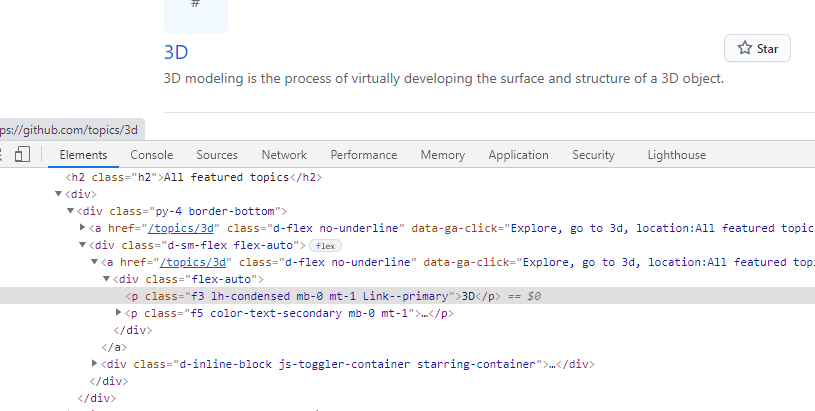 #
3D
Star
3D modeling is the process of virtually developing the surface and structure of a 3D object.
ps://github.com/topics/3d
Elements Console Sources Network Performance Memory Application Security Lighthouse
<h2 class="h2">All featured topics</h2>
▼<div>
▼<div class="py-4 border-bottom">
▶<a href="/topics/3d" class="d-flex no-underline" data-ga-click="Explore, go to 3d, location:All featured topic
▼<div class="d-sm-flex flex-auto"> flex
▼<a href="/topics/3d" class="d-flex no-underline" data-ga-click="Explore, go to 3d, location:All featured topi
▼<div class="flex-auto">
<p class="f3 lh-condensed mb-0 mt-1 Link--primary">3D</p> == $0
▶<p class="f5 color-text-secondary mb-0 mt-1">…</p>
</div>
</a>
▶<div class="d-inline-block js-toggler-container starring-container">…</div>
</div>
</div>